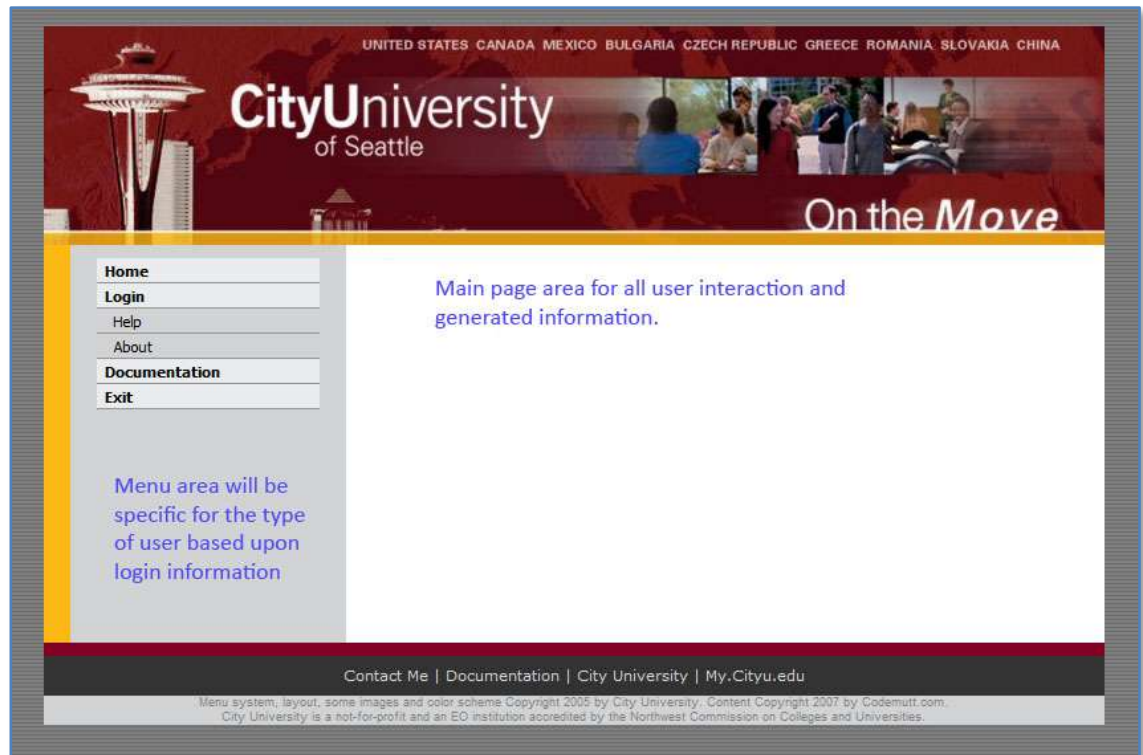 UNITED STATES CANADA MEXICO BULGARIA CZECH REPUBLIC GREECE ROMANIA SLOVAKIA CHINA
CityUniversity
of Seattle
On the Move
Home
Login
Help
About
Documentation
Exit
Main page area for all user interaction and
generated information.
Menu area will be
specific for the type
of user based upon
login information
Contact Me | Documentation | City University | My.Cityu.edu
Menu system, layout, some images and color scheme Copyright 2005 by City University. Content Copyright 2007 by Codemutt.com.
City University is a not-for-profit and an EO institution accredited by the Northwest Commission on Colleges and Universities.